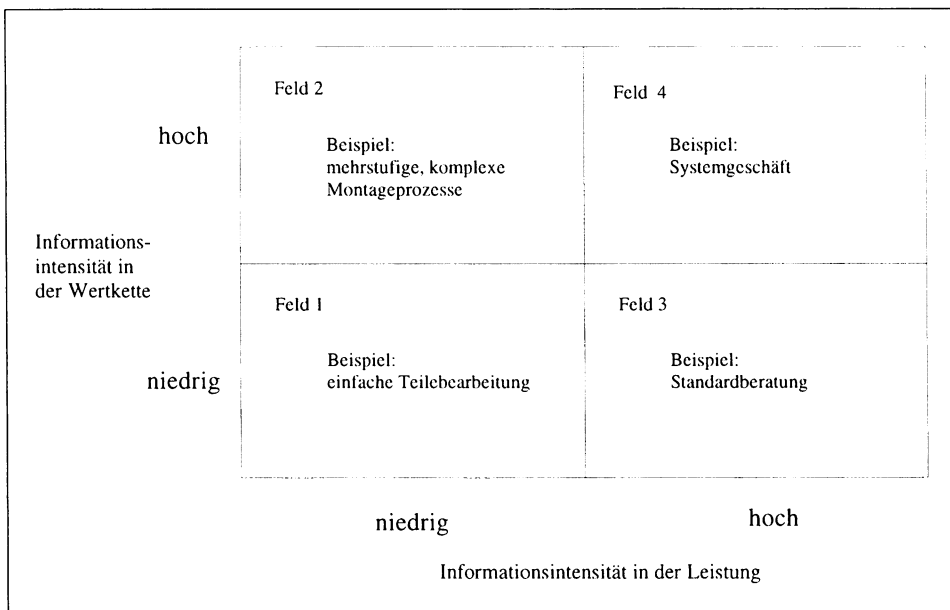 Feld 2
Feld 4
hoch
Beispiel:
mehrstufige, komplexe
Montageprozesse
Beispiel:
Systemgeschäft
Informations-
intensität in
der Wertkette
Feld 1
Feld 3
niedrig
Beispiel:
einfache Teilebearbeitung
Beispiel:
Standardberatung
niedrig
hoch
Informationsintensität in der Leistung